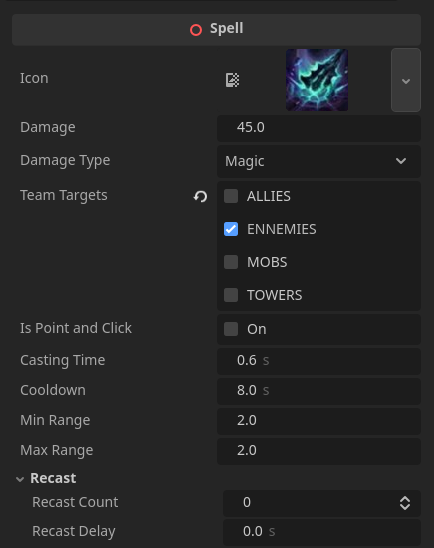 Spell
Icon
Damage 45.0
Damage Type Magic
Team Targets ALLIES
ENNEMIES
MOBS
TOWERS
Is Point and Click On
Casting Time 0.6 s
Cooldown 8.0 s
Min Range 2.0
Max Range 2.0
Recast
Recast Count 0
Recast Delay 0.0 s